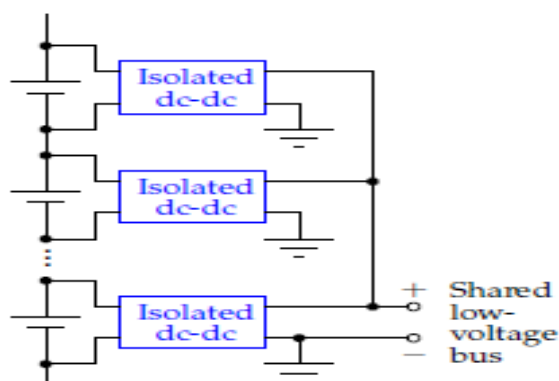 Isolated
dc-dc
Isolated
dc-dc
Isolated
dc-dc
+ Shared
low-
voltage
− bus